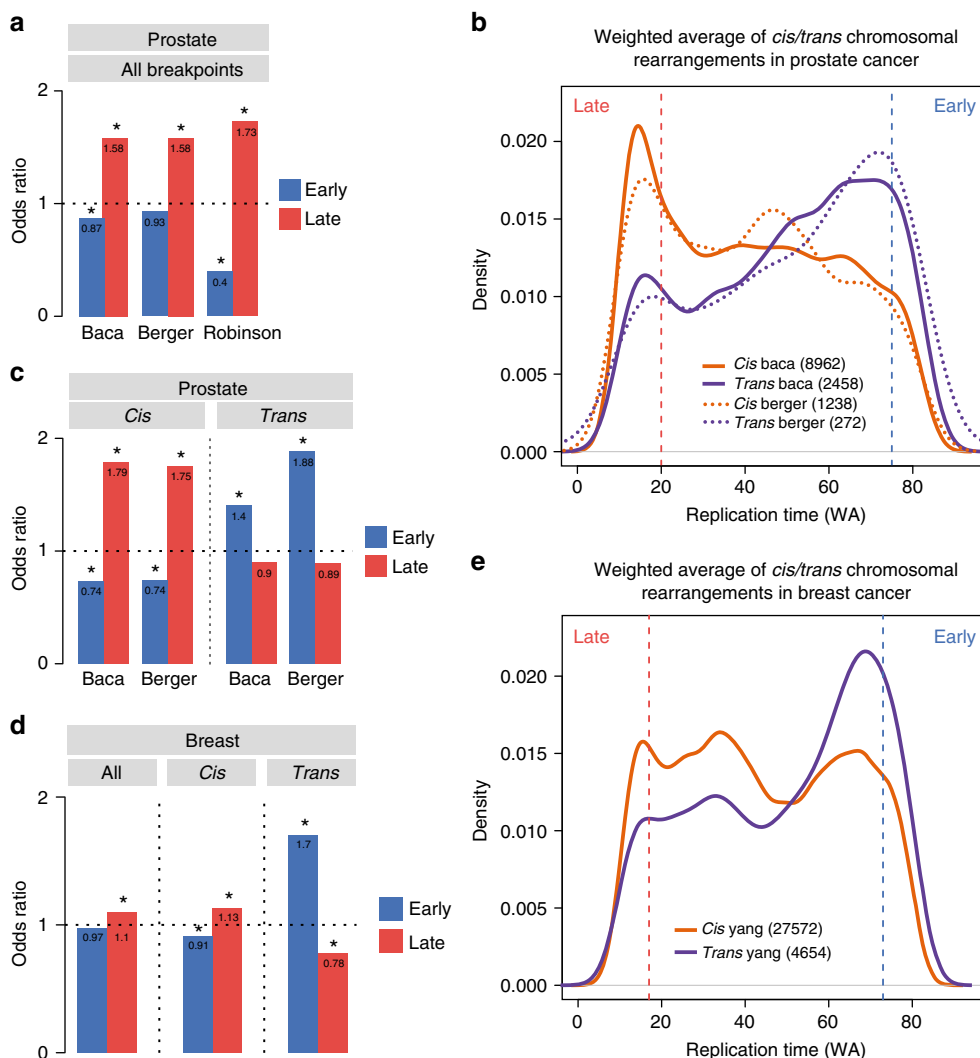 a
Prostate
All breakpoints
Odds ratio
2
1
0
*
0.87
*
1.58
0.93
*
1.58
*
0.4
*
1.73
Baca Berger Robinson
Early
Late
b
Weighted average of cis/trans chromosomal
rearrangements in prostate cancer
Late
Early
Density
0.020
0.015
0.010
0.005
0.000
Cis baca (8962)
Trans baca (2458)
Cis berger (1238)
Trans berger (272)
0 20 40 60 80
Replication time (WA)
c
Prostate
Cis Trans
Odds ratio
2
1
0
*
0.74
*
1.79
*
0.74
*
1.75
*
1.4
0.9
*
1.88
0.89
Baca Berger Baca Berger
Early
Late
d
Breast
All Cis Trans
Odds ratio
2
1
0
0.97
*
1.1
*
0.91
*
1.13
*
1.7
*
0.78
Early
Late
e
Weighted average of cis/trans chromosomal
rearrangements in breast cancer
Late
Early
Density
0.020
0.015
0.010
0.005
0.000
Cis yang (27572)
Trans yang (4654)
0 20 40 60 80
Replication time (WA)